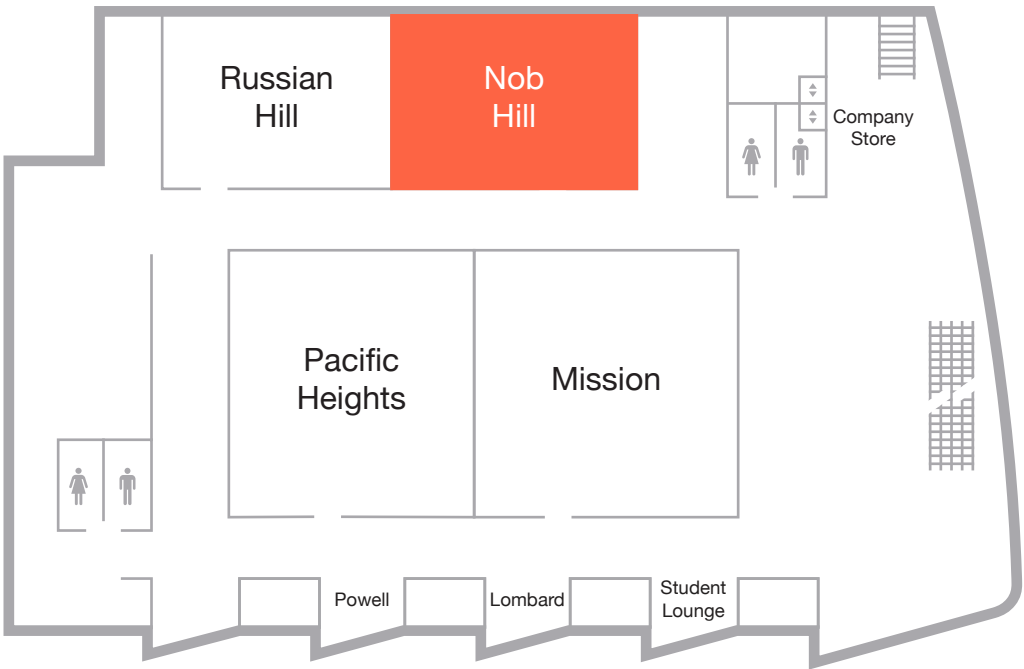 Russian
Hill
Nob
Hill
Company
Store
Pacific
Heights
Mission
Powell
Lombard
Student
Lounge